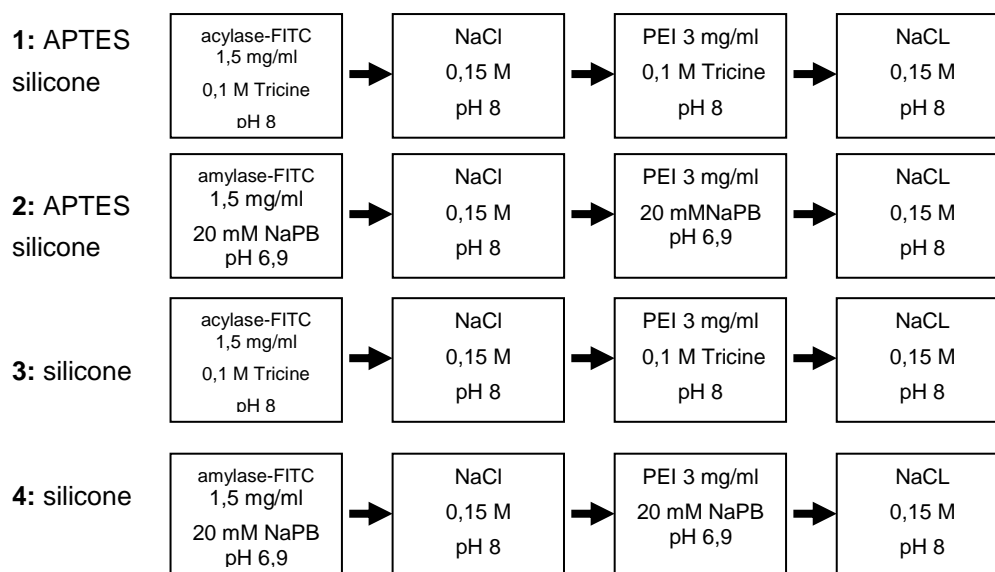 1: APTES
silicone
acylase-FITC
1,5 mg/ml
0,1 M Tricine
pH 8
NaCl
0,15 M
pH 8
PEI 3 mg/ml
0,1 M Tricine
pH 8
NaCL
0,15 M
pH 8
2: APTES
silicone
amylase-FITC
1,5 mg/ml
20 mM NaPB
pH 6,9
NaCl
0,15 M
pH 8
PEI 3 mg/ml
20 mMNaPB
pH 6,9
NaCL
0,15 M
pH 8
3: silicone
acylase-FITC
1,5 mg/ml
0,1 M Tricine
pH 8
NaCl
0,15 M
pH 8
PEI 3 mg/ml
0,1 M Tricine
pH 8
NaCL
0,15 M
pH 8
4: silicone
amylase-FITC
1,5 mg/ml
20 mM NaPB
pH 6,9
NaCl
0,15 M
pH 8
PEI 3 mg/ml
20 mM NaPB
pH 6,9
NaCL
0,15 M
pH 8